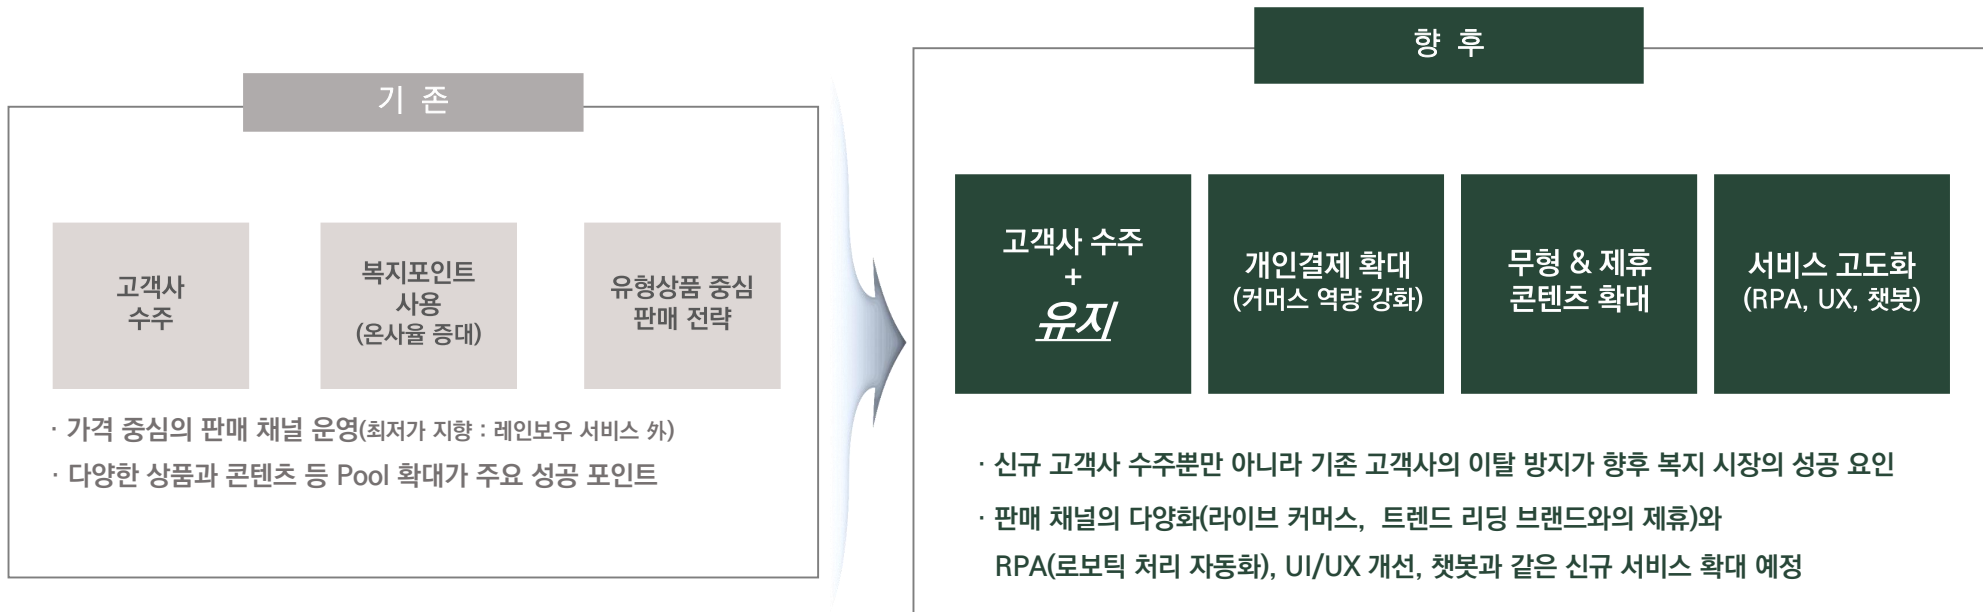 기 존
고객사
수주
복지포인트
사용
(온사율 증대)
유형상품 중심
판매 전략
· 가격 중심의 판매 채널 운영(최저가 지향 : 레인보우 서비스 外)
· 다양한 상품과 콘텐츠 등 Pool 확대가 주요 성공 포인트
향 후
고객사 수주
+
유지
개인결제 확대
(커머스 역량 강화)
무형 & 제휴
콘텐츠 확대
서비스 고도화
(RPA, UX, 챗봇)
· 신규 고객사 수주뿐만 아니라 기존 고객사의 이탈 방지가 향후 복지 시장의 성공 요인
· 판매 채널의 다양화(라이브 커머스, 트렌드 리딩 브랜드와의 제휴)와
RPA(로보틱 처리 자동화), UI/UX 개선, 챗봇과 같은 신규 서비스 확대 예정